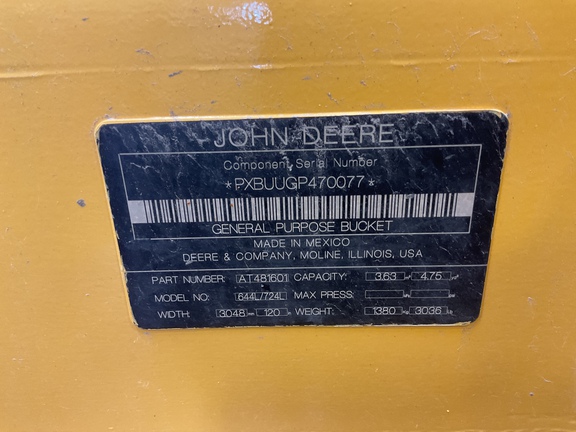 JOHN DEERE
Component Serial Number
*PXBUUGP470077*
GENERAL PURPOSE BUCKET
MADE IN MEXICO
DEERE & COMPANY, MOLINE, ILLINOIS, USA
PART NUMBER: AT481601 CAPACITY: 3.63 4.75
MODEL NO: 644L/724L MAX PRESS:
WIDTH: 3048 120 WEIGHT: 1380 3036